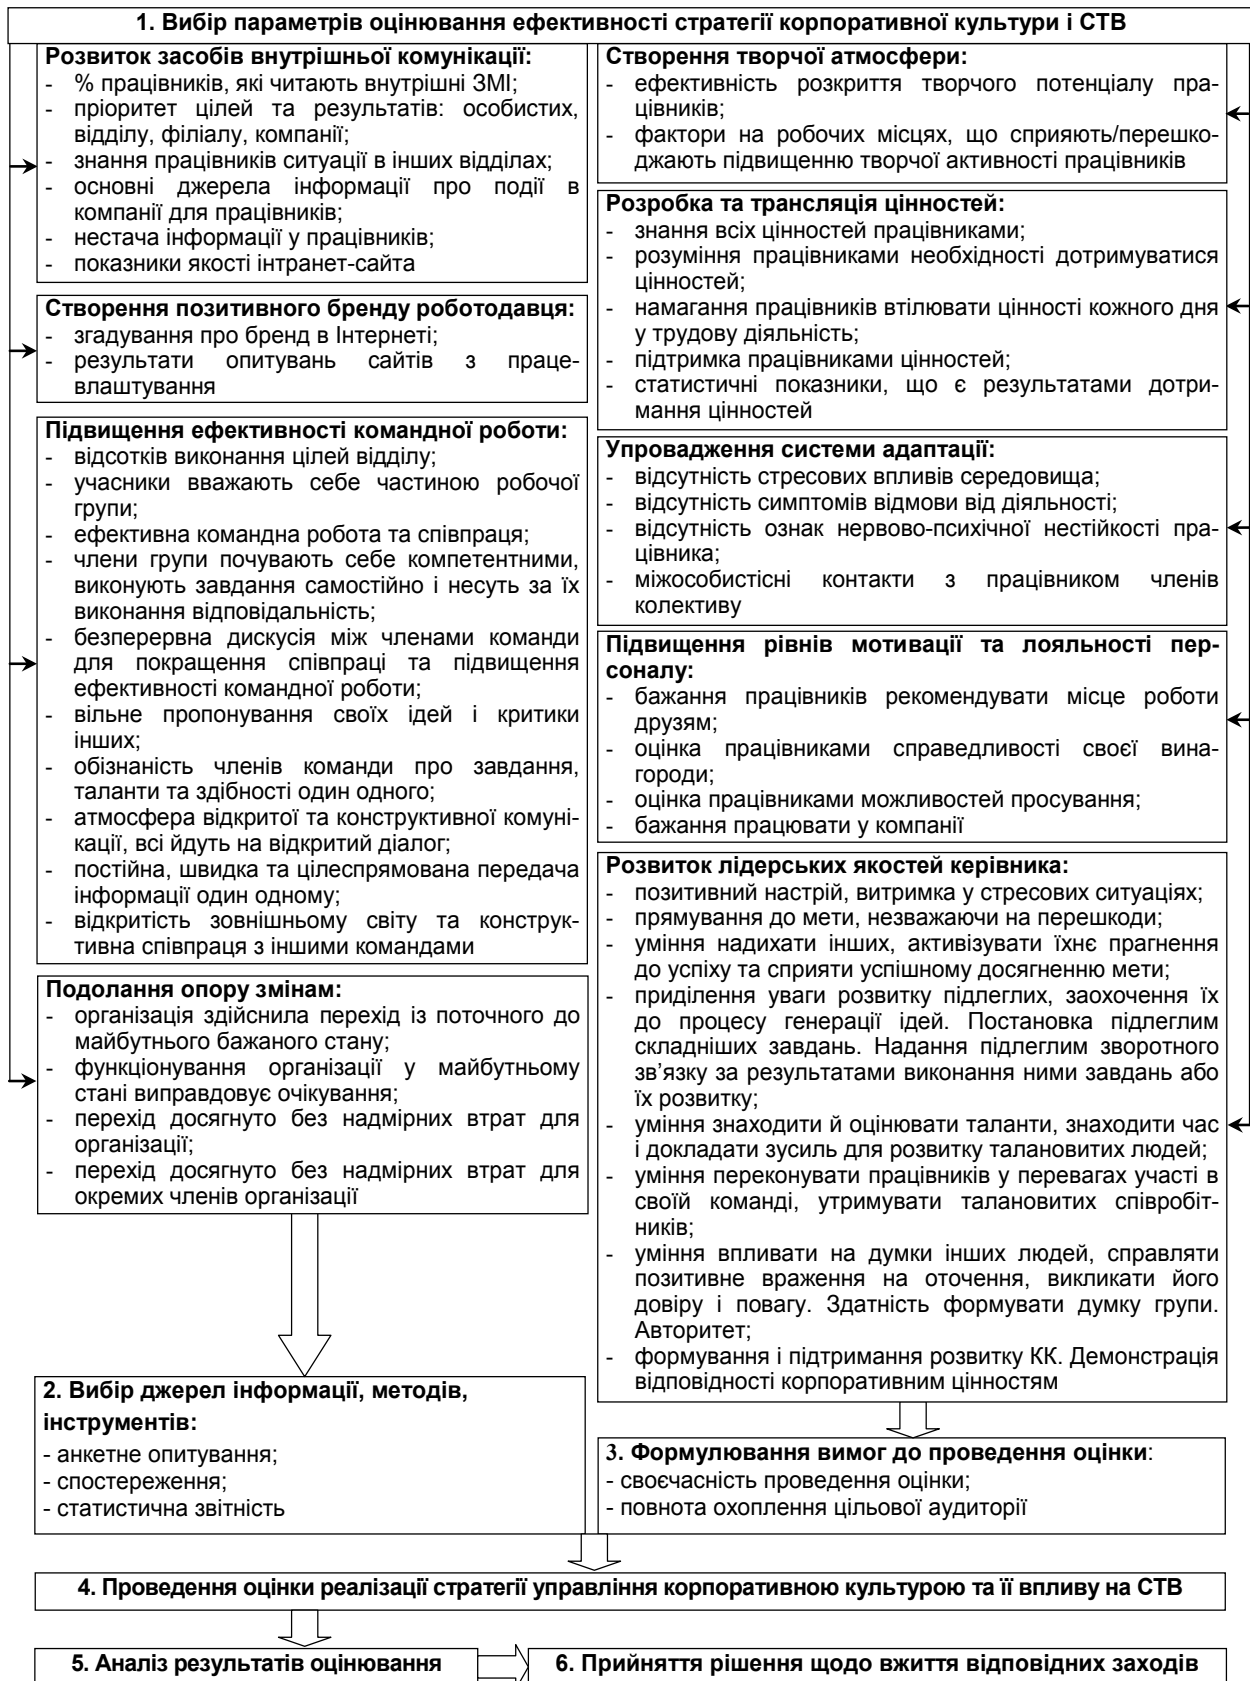 1. Вибір параметрів оцінювання ефективності стратегії корпоративної культури і СТВ
Розвиток засобів внутрішньої комунікації:
- % працівників, які читають внутрішні ЗМІ;
- пріоритет цілей та результатів: особистих,
відділу, філіалу, компанії;
- знання працівників ситуації в інших відділах;
- основні джерела інформації про події в
компанії для працівників;
- нестача інформації у працівників;
- показники якості інтранет-сайта
Створення позитивного бренду роботодавця:
- згадування про бренд в Інтернеті;
- результати опитувань сайтів з праце-
влаштування
Підвищення ефективності командної роботи:
- відсотків виконання цілей відділу;
- учасники вважають себе частиною робочої
групи;
- ефективна командна робота та співпраця;
- члени групи почувають себе компетентними,
виконують завдання самостійно і несуть за їх
виконання відповідальність;
- безперервна дискусія між членами команди
для покращення співпраці та підвищення
ефективності командної роботи;
- вільне пропонування своїх ідей і критики
інших;
- обізнаність членів команди про завдання,
таланти та здібності один одного;
- атмосфера відкритої та конструктивної комуні-
кації, всі йдуть на відкритий діалог;
- постійна, швидка та цілеспрямована передача
інформації один одному;
- відкритість зовнішньому світу та конструк-
тивна співпраця з іншими командами
Подолання опору змінам:
- організація здійснила перехід із поточного до
майбутнього бажаного стану;
- функціонування організації у майбутньому
стані виправдовує очікування;
- перехід досягнуто без надмірних втрат для
організації;
- перехід досягнуто без надмірних втрат для
окремих членів організації
Створення творчої атмосфери:
- ефективність розкриття творчого потенціалу пра-
цівників;
- фактори на робочих місцях, що сприяють/перешко-
джають підвищенню творчої активності працівників
Розробка та трансляція цінностей:
- знання всіх цінностей працівниками;
- розуміння працівниками необхідності дотримуватися
цінностей;
- намагання працівників втілювати цінності кожного дня
у трудову діяльність;
- підтримка працівниками цінностей;
- статистичні показники, що є результатами дотри-
мання цінностей
Упровадження системи адаптації:
- відсутність стресових впливів середовища;
- відсутність симптомів відмови від діяльності;
- відсутність ознак нервово-психічної нестійкості пра-
цівника;
- міжособистісні контакти з працівником членів
колективу
Підвищення рівнів мотивації та лояльності пер-
соналу:
- бажання працівників рекомендувати місце роботи
друзям;
- оцінка працівниками справедливості своєї вина-
городи;
- оцінка працівниками можливостей просування;
- бажання працювати у компанії
Розвиток лідерських якостей керівника:
- позитивний настрій, витримка у стресових ситуаціях;
- прямування до мети, незважаючи на перешкоди;
- уміння надихати інших, активізувати їхнє прагнення
до успіху та сприяти успішному досягненню мети;
- приділення уваги розвитку підлеглих, заохочення їх
до процесу генерації ідей. Постановка підлеглим
складніших завдань. Надання підлеглим зворотного
зв’язку за результатами виконання ними завдань або
їх розвитку;
- уміння знаходити й оцінювати таланти, знаходити час
і докладати зусиль для розвитку талановитих людей;
- уміння переконувати працівників у перевагах участі в
своїй команді, утримувати талановитих співробіт-
ників;
- уміння впливати на думки інших людей, справляти
позитивне враження на оточення, викликати його
довіру і повагу. Здатність формувати думку групи.
Авторитет;
- формування і підтримання розвитку КК. Демонстрація
відповідності корпоративним цінностям
2. Вибір джерел інформації, методів,
інструментів:
- анкетне опитування;
- спостереження;
- статистична звітність
3. Формулювання вимог до проведення оцінки:
- своєчасність проведення оцінки;
- повнота охоплення цільової аудиторії
4. Проведення оцінки реалізації стратегії управління корпоративною культурою та її впливу на СТВ
5. Аналіз результатів оцінювання
6. Прийняття рішення щодо вжиття відповідних заходів